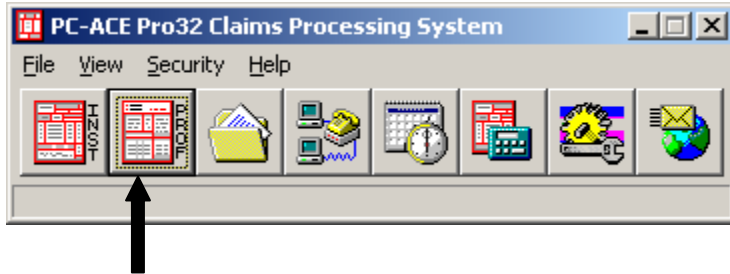 PC-ACE Pro32 Claims Processing System
File View Security Help
INST PROF